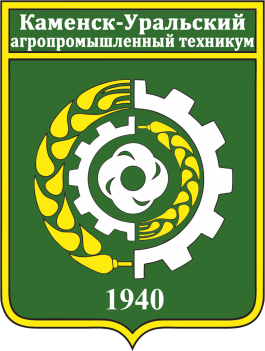 Каменск-Уральский
агропромышленный техникум
1940